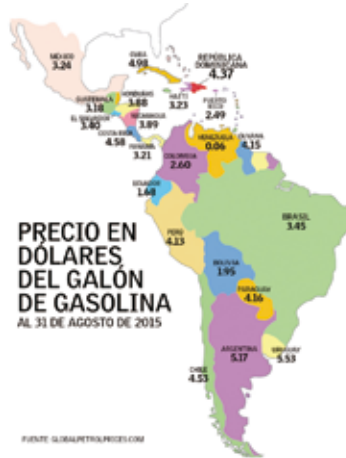 MÉXICO
3.24
CUBA
4.98
REPÚBLICA
DOMINICANA
4.37
GUATEMALA
3.18
HONDURAS
3.88
HAITÍ
3.23
PUERTO
RICO
2.49
EL SALVADOR
3.40
NICARAGUA
3.89
COSTA RICA
4.58
PANAMÁ
3.21
VENEZUELA
0.06
GUYANA
4.15
COLOMBIA
2.60
ECUADOR
1.68
PERÚ
4.13
BRASIL
3.45
BOLIVIA
1.95
PARAGUAY
4.16
ARGENTINA
5.17
URUGUAY
5.53
CHILE
4.53
PRECIO EN
DÓLARES
DEL GALÓN
DE GASOLINA
AL 31 DE AGOSTO DE 2015
FUENTE: GLOBALPETROLPRICES.COM